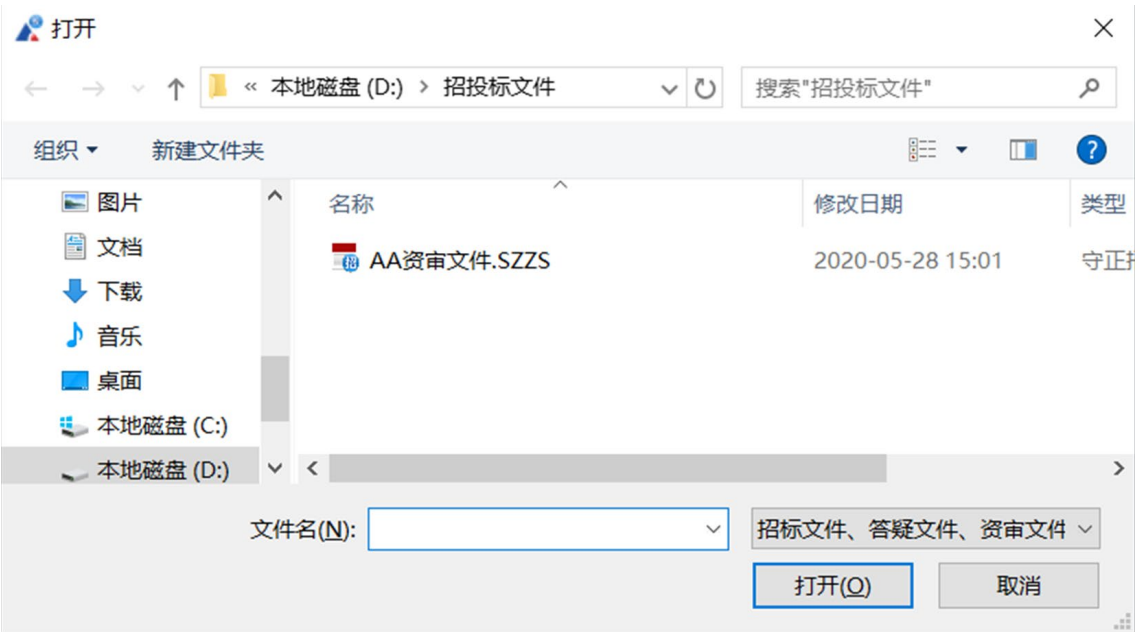 打开
« 本地磁盘 (D:) › 招投标文件
搜索"招投标文件"
组织 新建文件夹
图片
文档
下载
音乐
桌面
本地磁盘 (C:)
本地磁盘 (D:)
名称 修改日期 类型
AA资审文件.SZZS 2020-05-28 15:01 守正
文件名(N):
招标文件、答疑文件、资审文件
打开(O) 取消